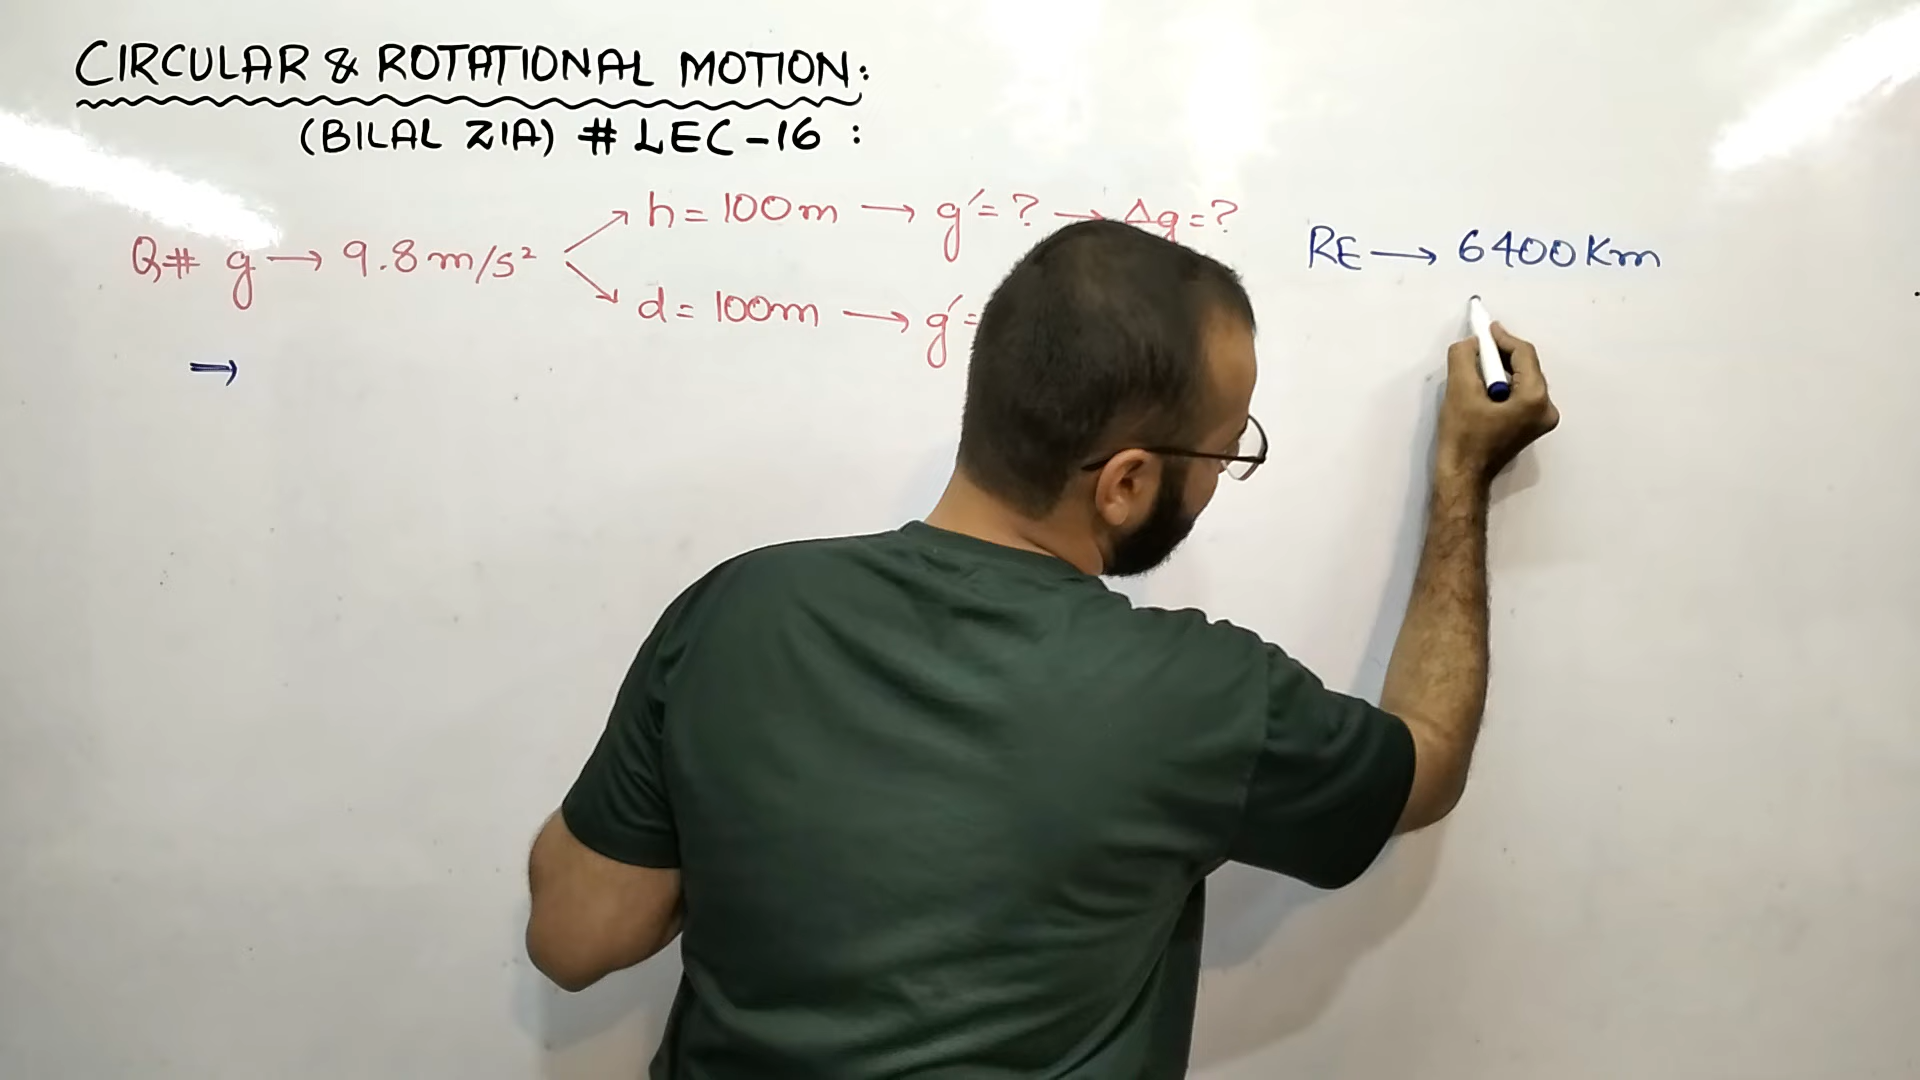 CIRCULAR & ROTATIONAL MOTION:
(BILAL ZIA) # LEC-16 :
h = 100m → g' = ? → Δg = ?
Q# g → 9.8 m/s²
d = 100m → g' =
RE → 6400 Km
⇒